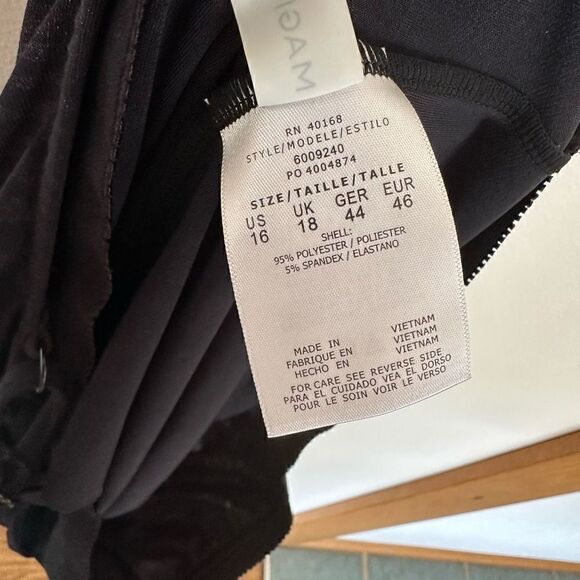 MAGI
RN 40168
STYLE/MODELE/ESTILO
6009240
PO 4004874
SIZE/TAILLE/TALLE
US UK GER EUR
16 18 44 46
SHELL:
95% POLYESTER / POLIESTER
5% SPANDEX / ELASTANO
MADE IN VIETNAM
FABRIQUE EN VIETNAM
HECHO EN VIETNAM
FOR CARE SEE REVERSE SIDE
PARA EL CUIDADO VEA EL DORSO
POUR LE SOIN VOIR LE VERSO